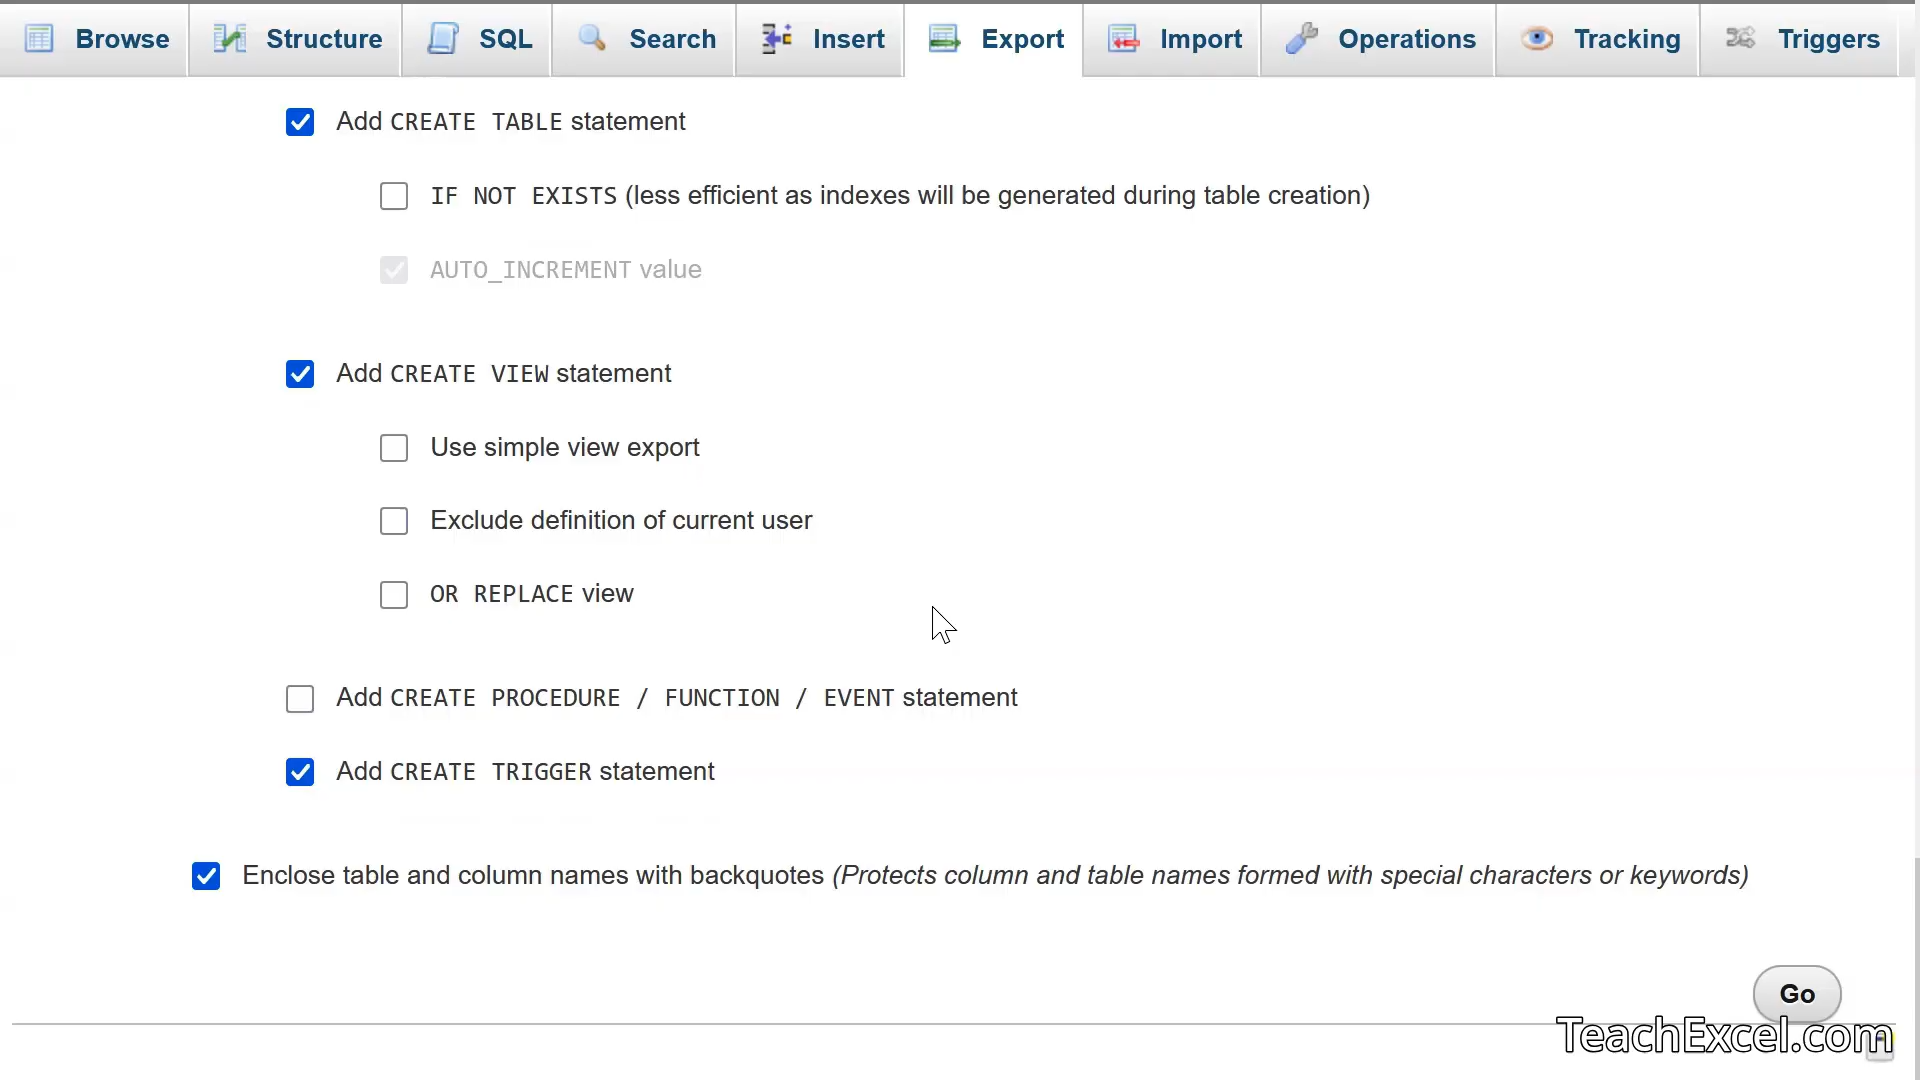 Browse Structure SQL Search Insert Export Import Operations Tracking Triggers
Add CREATE TABLE statement
IF NOT EXISTS (less efficient as indexes will be generated during table creation)
AUTO_INCREMENT value
Add CREATE VIEW statement
Use simple view export
Exclude definition of current user
OR REPLACE view
Add CREATE PROCEDURE / FUNCTION / EVENT statement
Add CREATE TRIGGER statement
Enclose table and column names with backquotes (Protects column and table names formed with special characters or keywords)
Go
TeachExcel.com